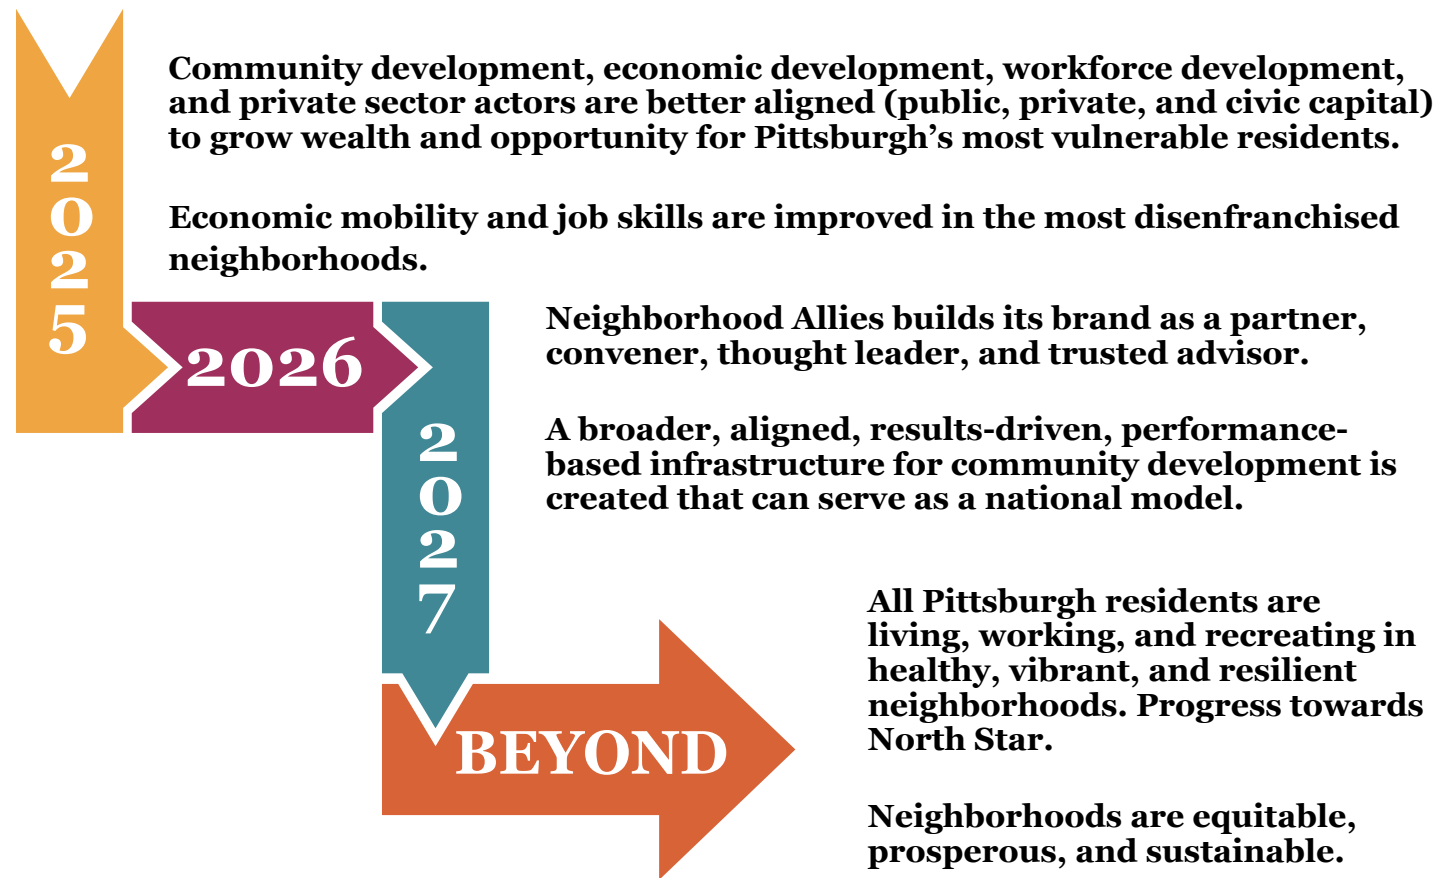 2025
Community development, economic development, workforce development,
and private sector actors are better aligned (public, private, and civic capital)
to grow wealth and opportunity for Pittsburgh’s most vulnerable residents.
Economic mobility and job skills are improved in the most disenfranchised
neighborhoods.
2026
2027
Neighborhood Allies builds its brand as a partner,
convener, thought leader, and trusted advisor.
A broader, aligned, results-driven, performance-
based infrastructure for community development is
created that can serve as a national model.
BEYOND
All Pittsburgh residents are
living, working, and recreating in
healthy, vibrant, and resilient
neighborhoods. Progress towards
North Star.
Neighborhoods are equitable,
prosperous, and sustainable.